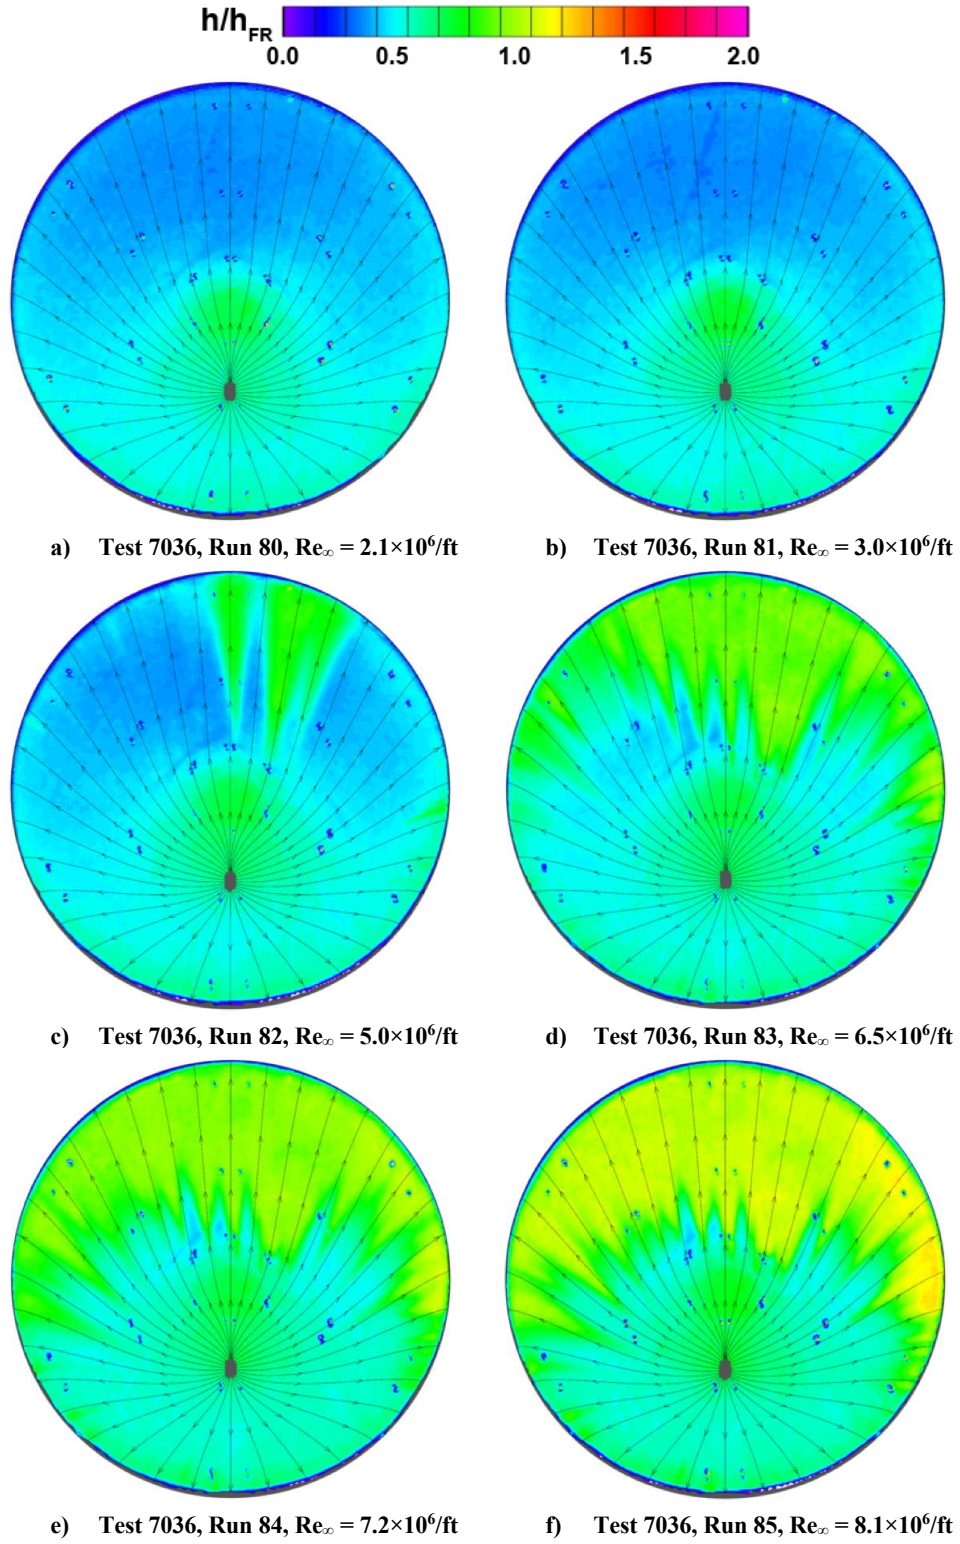 h/hFR
0.0 0.5 1.0 1.5 2.0
a) Test 7036, Run 80, Re∞ = 2.1×10⁶/ft
b) Test 7036, Run 81, Re∞ = 3.0×10⁶/ft
c) Test 7036, Run 82, Re∞ = 5.0×10⁶/ft
d) Test 7036, Run 83, Re∞ = 6.5×10⁶/ft
e) Test 7036, Run 84, Re∞ = 7.2×10⁶/ft
f) Test 7036, Run 85, Re∞ = 8.1×10⁶/ft